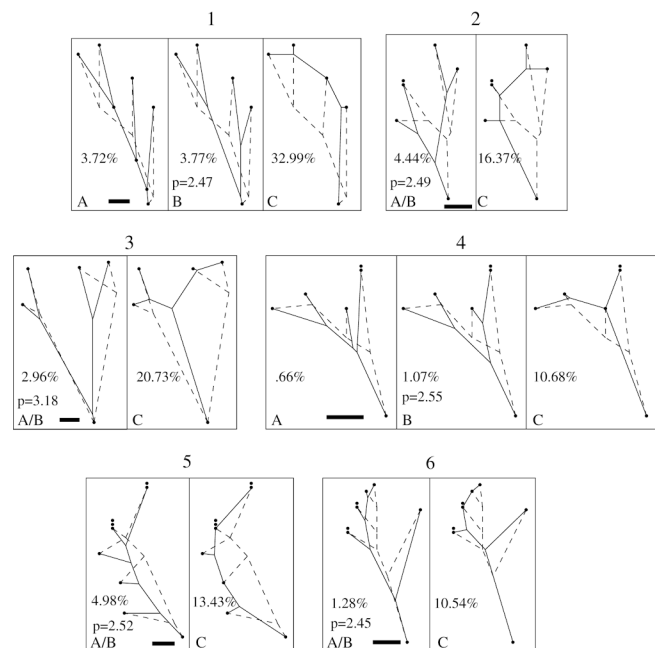 1
3.72%
A
3.77%
p=2.47
B
32.99%
C
2
4.44%
p=2.49
A/B
16.37%
C
3
2.96%
p=3.18
A/B
20.73%
C
4
.66%
A
1.07%
p=2.55
B
10.68%
C
5
4.98%
p=2.52
A/B
13.43%
C
6
1.28%
p=2.45
A/B
10.54%
C